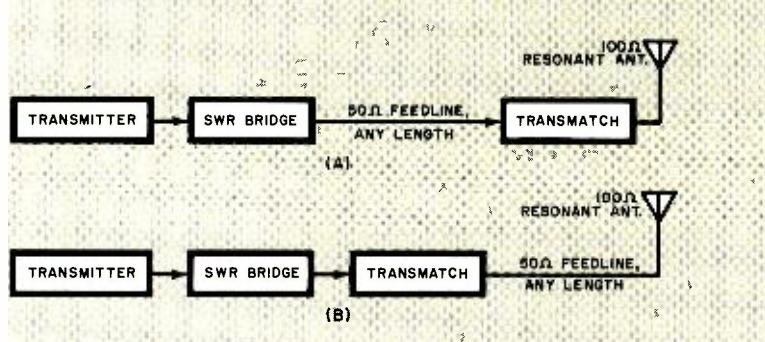 100Ω
RESONANT ANT.
TRANSMITTER
SWR BRIDGE
50Ω FEEDLINE,
ANY LENGTH
TRANSMATCH
(A)
100Ω
RESONANT ANT.
TRANSMITTER
SWR BRIDGE
TRANSMATCH
50Ω FEEDLINE,
ANY LENGTH
(B)